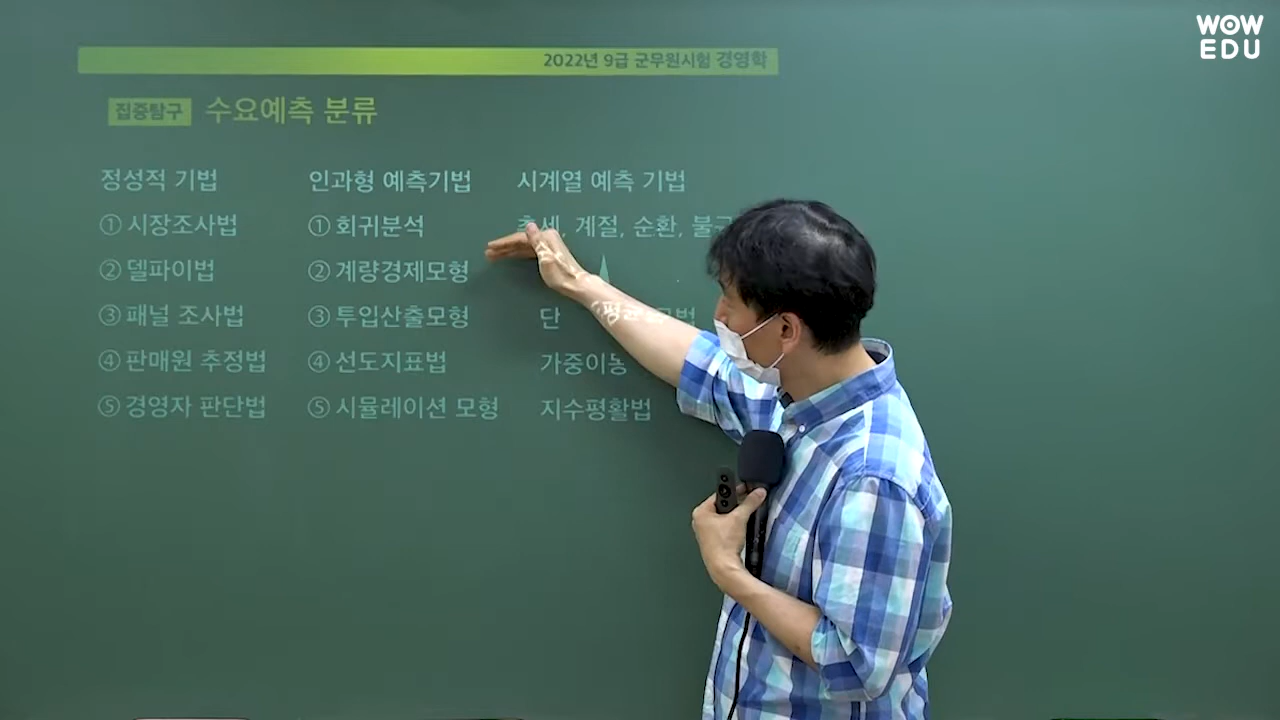 WOW
EDU
2022년 9급 군무원시험 경영학
집중탐구 수요예측 분류
정성적 기법 인과형 예측기법 시계열 예측 기법
① 시장조사법 ① 회귀분석 계절, 순환,
② 델파이법 ② 계량경제모형
③ 패널 조사법 ③ 투입산출모형 단
④ 판매원 추정법 ④ 선도지표법 가중이동
⑤ 경영자 판단법 ⑤ 시뮬레이션 모형 지수평활법